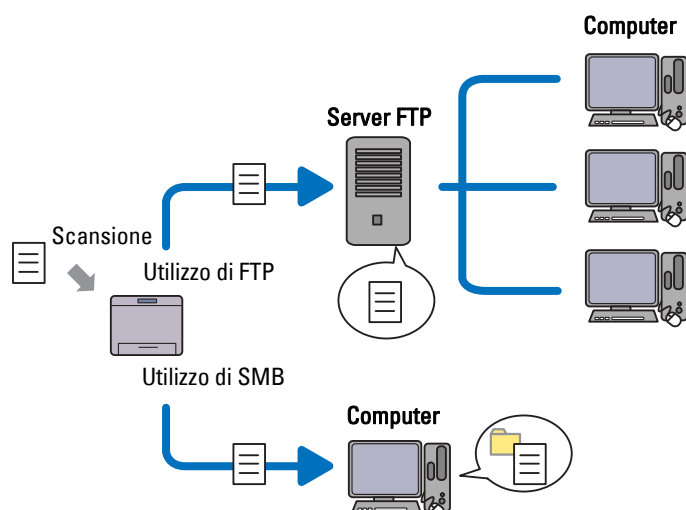 Computer
Server FTP
Scansione
Utilizzo di FTP
Utilizzo di SMB
Computer